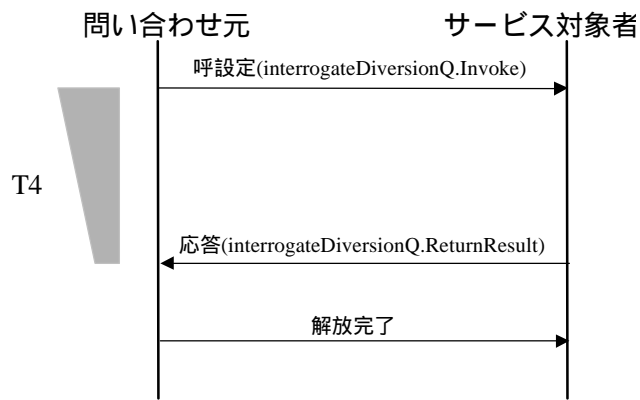 問い合わせ元
サービス対象者
呼設定(interrogateDiversionQ.Invoke)
T4
応答(interrogateDiversionQ.ReturnResult)
解放完了